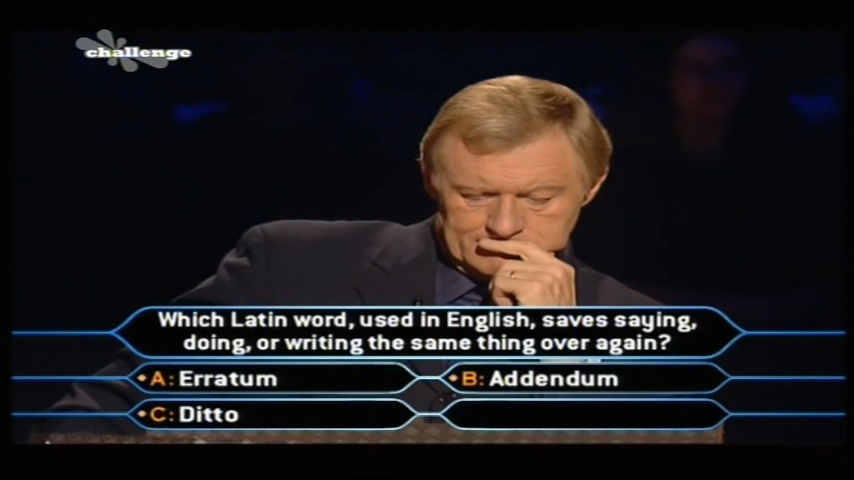 challenge
Which Latin word, used in English, saves saying,
doing, or writing the same thing over again?
A: Erratum
B: Addendum
C: Ditto